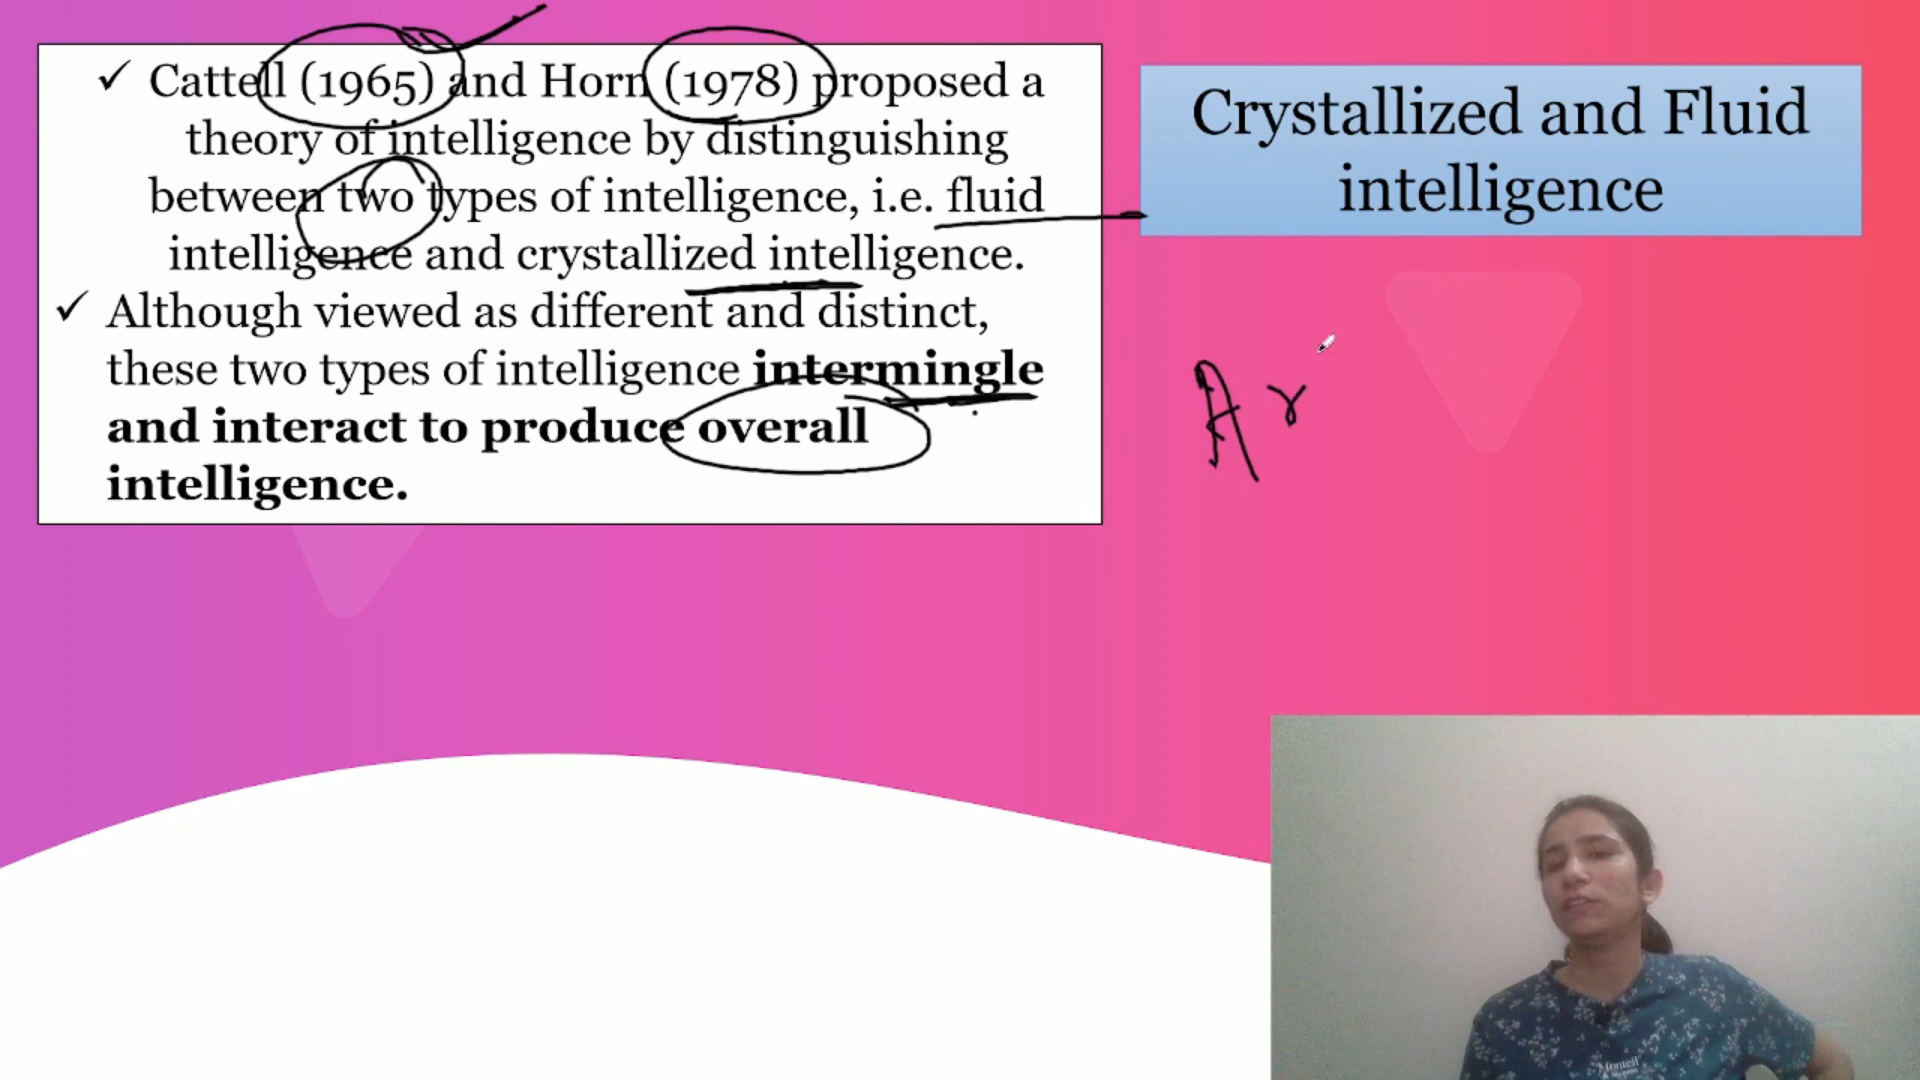 ✓ Cattell (1965) and Horn (1978) proposed a
theory of intelligence by distinguishing
between two types of intelligence, i.e. fluid
intelligence and crystallized intelligence.
✓ Although viewed as different and distinct,
these two types of intelligence intermingle
and interact to produce overall
intelligence.
Crystallized and Fluid
intelligence
A r
Monteil